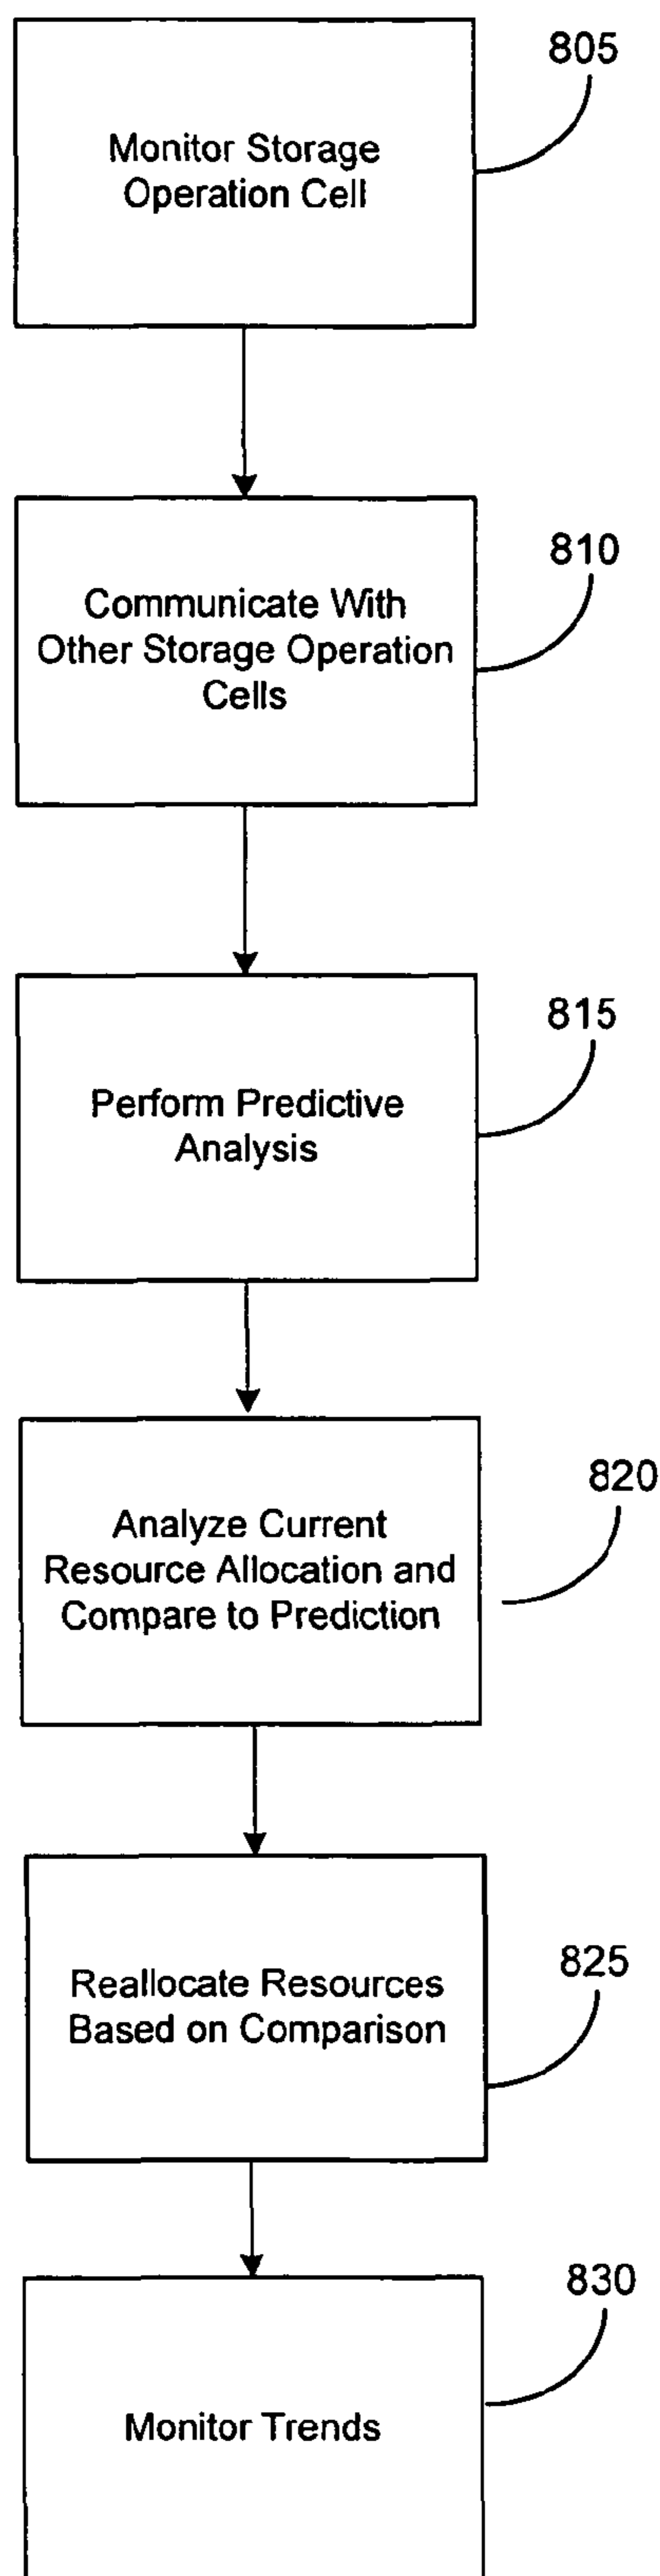 805
Monitor Storage
Operation Cell
810
Communicate With
Other Storage Operation
Cells
815
Perform Predictive
Analysis
820
Analyze Current
Resource Allocation and
Compare to Prediction
825
Reallocate Resources
Based on Comparison
830
Monitor Trends